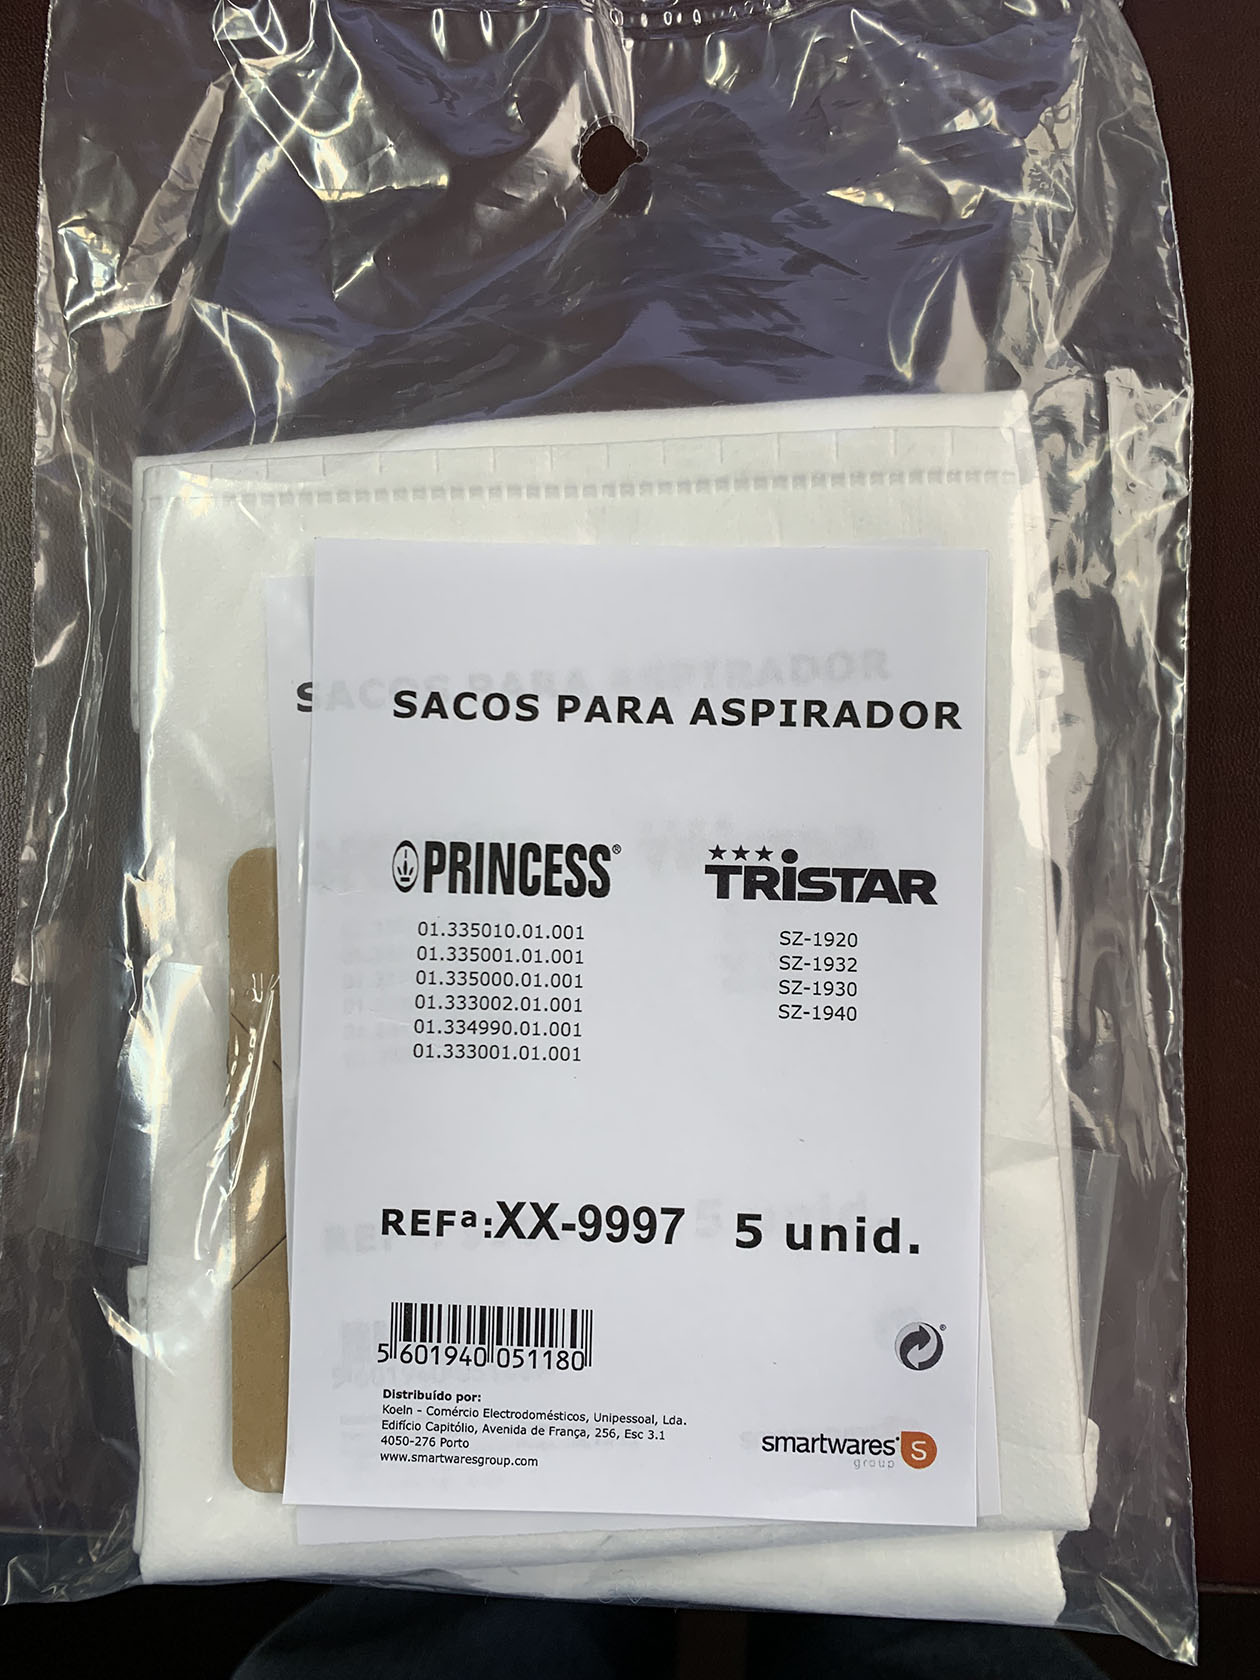 SACOS PARA ASPIRADOR
PRINCESS®
01.335010.01.001
01.335001.01.001
01.335000.01.001
01.333002.01.001
01.334990.01.001
01.333001.01.001
TRiSTAR
SZ-1920
SZ-1932
SZ-1930
SZ-1940
REFª:XX-9997 5 unid.
5 601940 051180
®
Distribuído por:
Koeln - Comércio Electrodomésticos, Unipessoal, Lda.
Edifício Capitólio, Avenida de França, 256, Esc 3.1
4050-276 Porto
www.smartwaresgroup.com
smartwares S
group